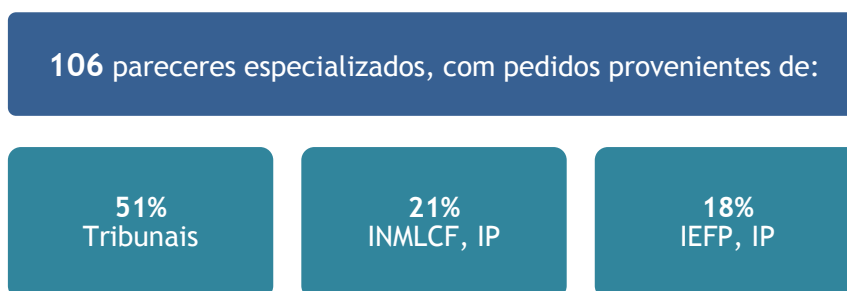 106 pareceres especializados, com pedidos provenientes de:
51%
Tribunais
21%
INMLCF, IP
18%
IEFP, IP